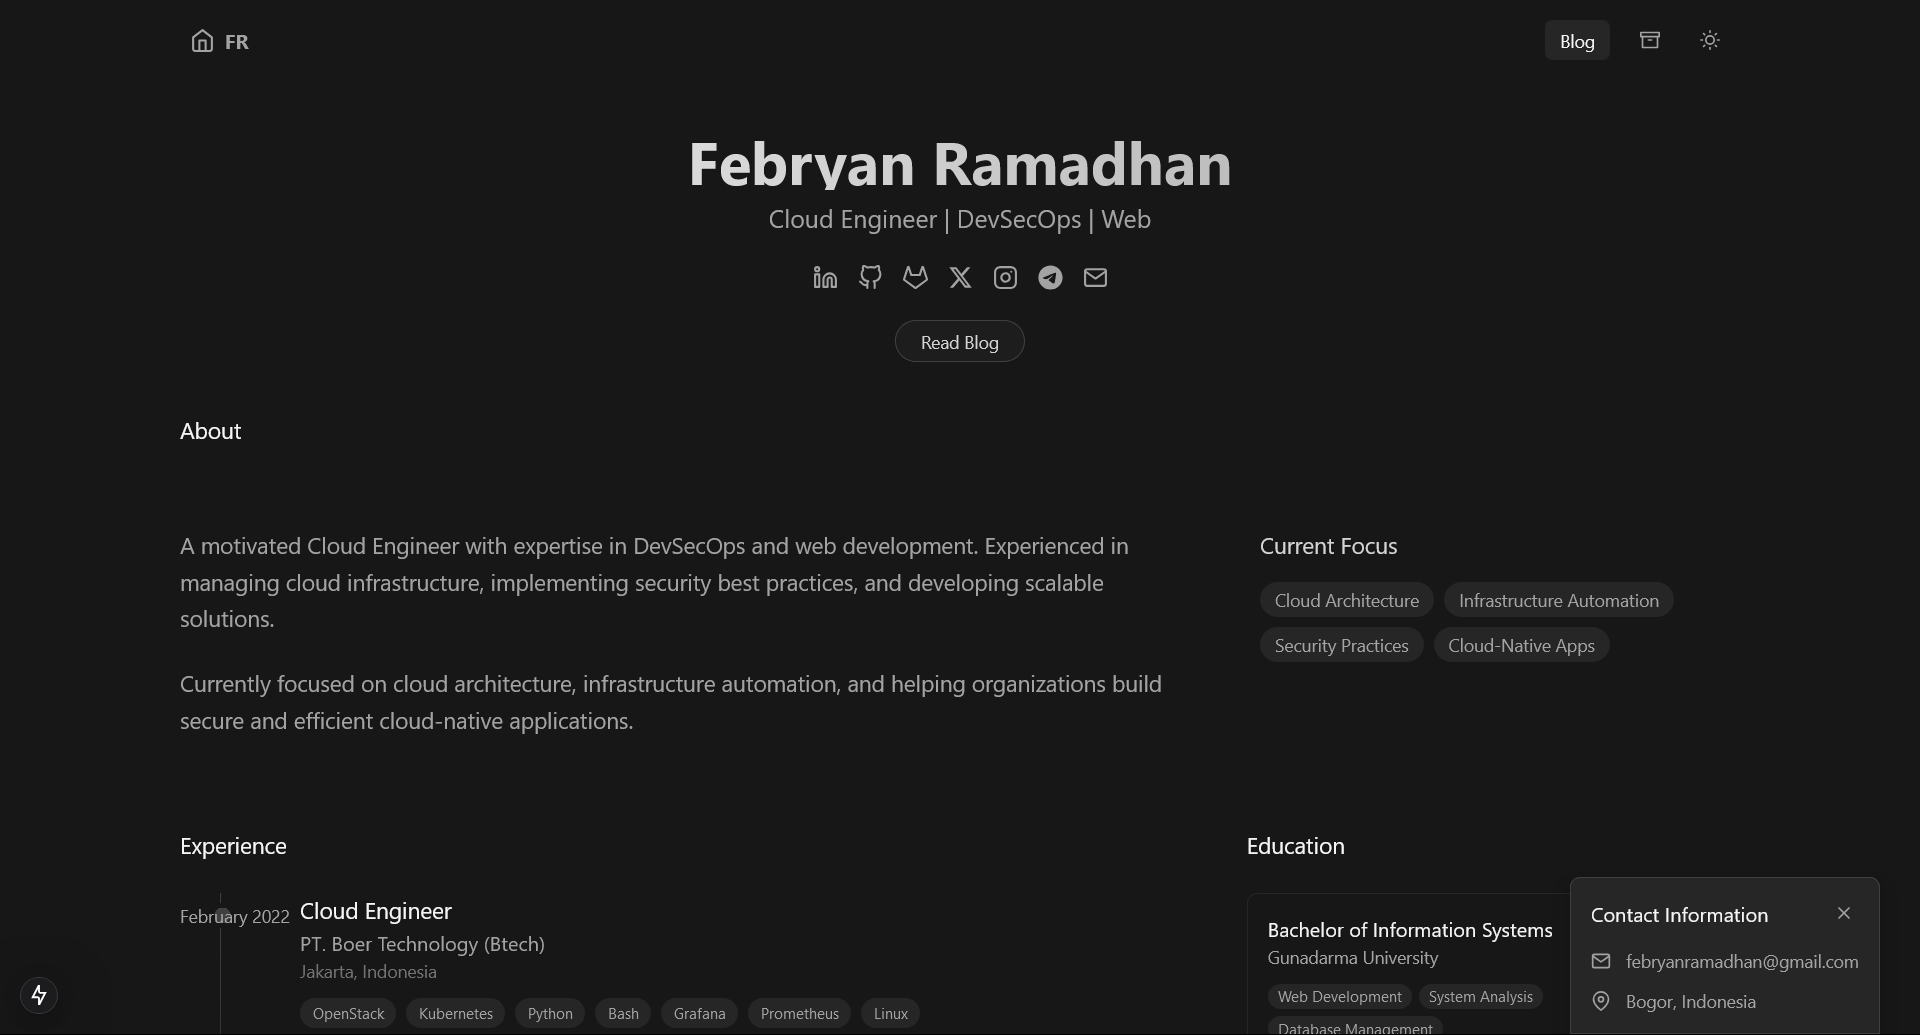 FR
Blog
Febryan Ramadhan
Cloud Engineer | DevSecOps | Web
Read Blog
About
A motivated Cloud Engineer with expertise in DevSecOps and web development. Experienced in
managing cloud infrastructure, implementing security best practices, and developing scalable
solutions.
Currently focused on cloud architecture, infrastructure automation, and helping organizations build
secure and efficient cloud-native applications.
Current Focus
Cloud Architecture
Infrastructure Automation
Security Practices
Cloud-Native Apps
Experience
February 2022
Cloud Engineer
PT. Boer Technology (Btech)
Jakarta, Indonesia
OpenStack
Kubernetes
Python
Bash
Grafana
Prometheus
Linux
Education
Bachelor of Information Systems
Gunadarma University
Web Development
System Analysis
Database Management
Contact Information
febryanramadhan@gmail.com
Bogor, Indonesia